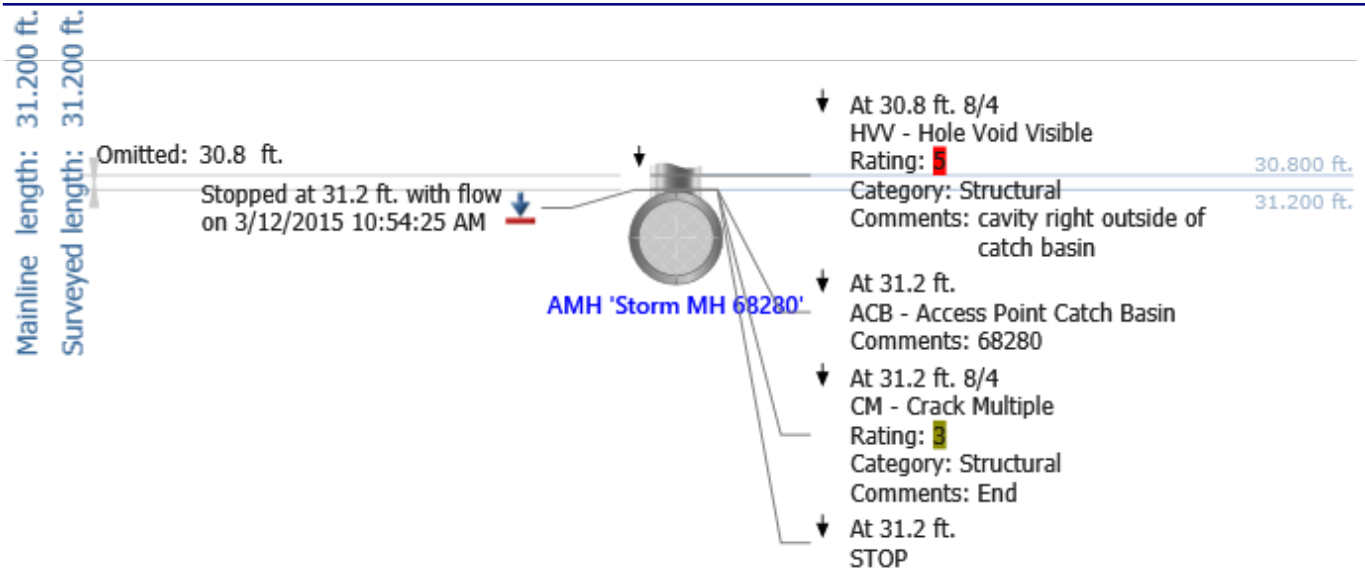 Mainline length: 31.200 ft.
Surveyed length: 31.200 ft.
Omitted: 30.8 ft.
Stopped at 31.2 ft. with flow
on 3/12/2015 10:54:25 AM
AMH 'Storm MH 68280'
At 30.8 ft. 8/4
HVV - Hole Void Visible
Rating: 5
Category: Structural
Comments: cavity right outside of
catch basin
30.800 ft.
31.200 ft.
At 31.2 ft.
ACB - Access Point Catch Basin
Comments: 68280
At 31.2 ft. 8/4
CM - Crack Multiple
Rating: 3
Category: Structural
Comments: End
At 31.2 ft.
STOP